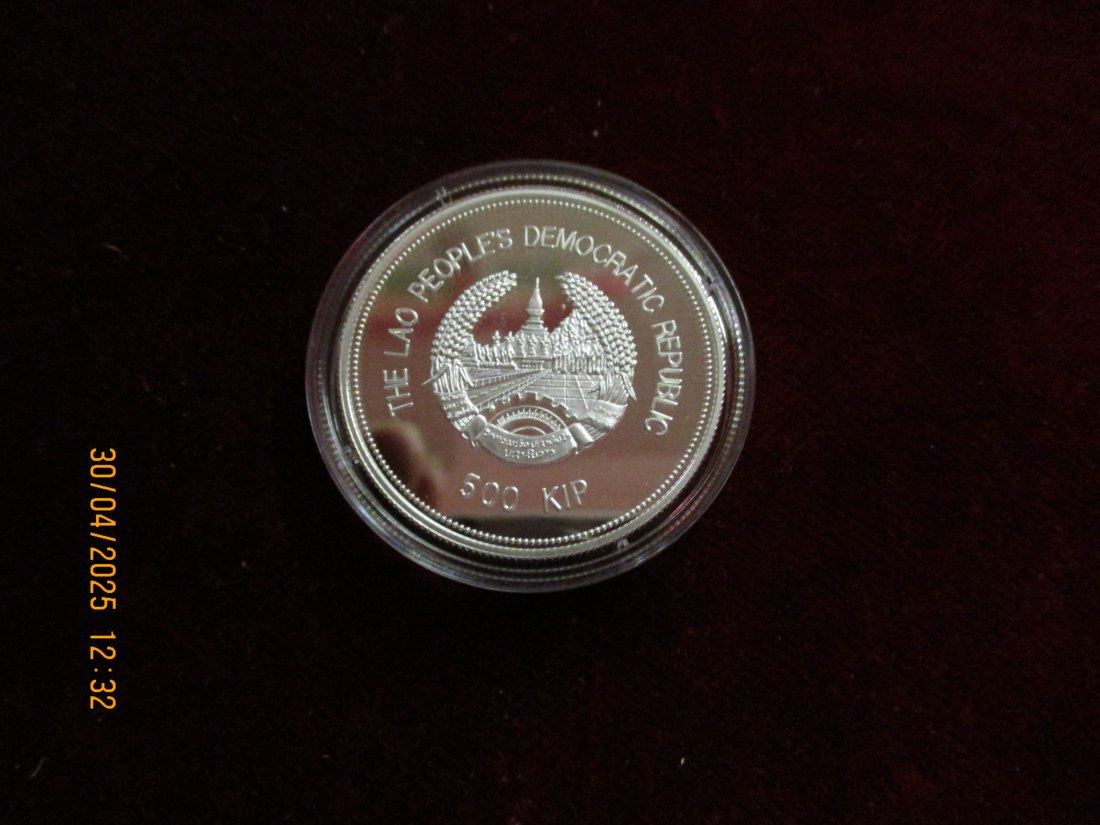 THE LAO PEOPLE'S DEMOCRATIC REPUBLIC
500 KIP
30/04/2025 12:32